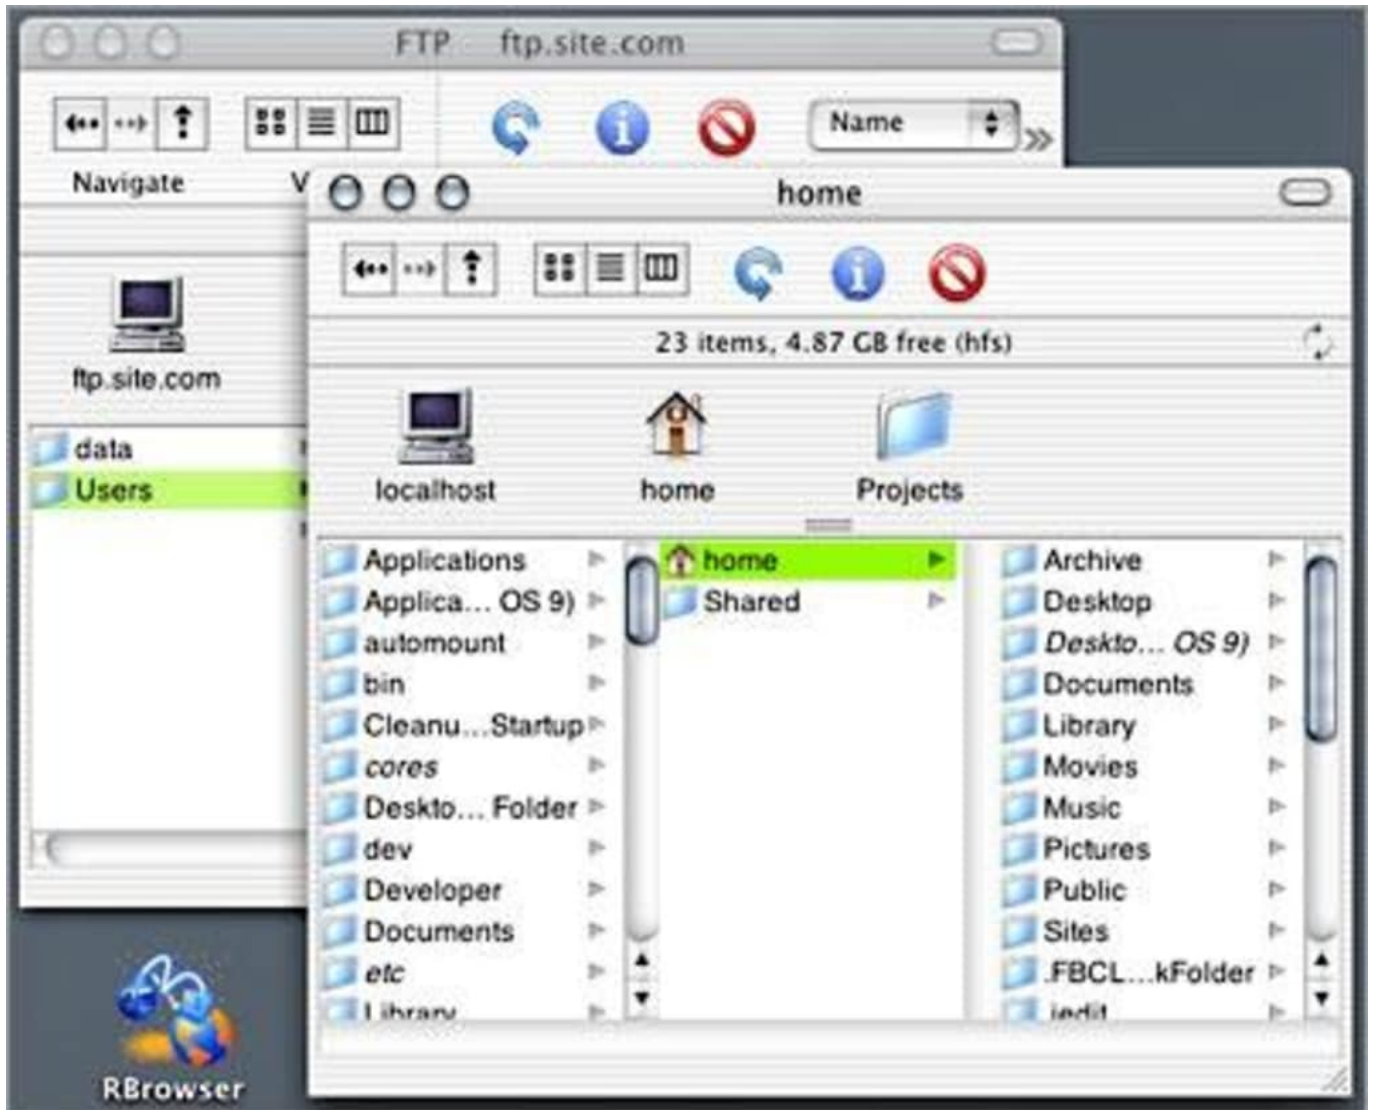 FTP ftp.site.com
Name
Navigate
home
23 items, 4.87 GB free (hfs)
ftp.site.com
localhost
home
Projects
data
Users
Applications
Applica... OS 9)
automount
bin
Cleanu...Startup
cores
Deskto... Folder
dev
Developer
Documents
etc
Library
home
Shared
Archive
Desktop
Deskto... OS 9)
Documents
Library
Movies
Music
Pictures
Public
Sites
.FBCL...kFolder
RBrowser